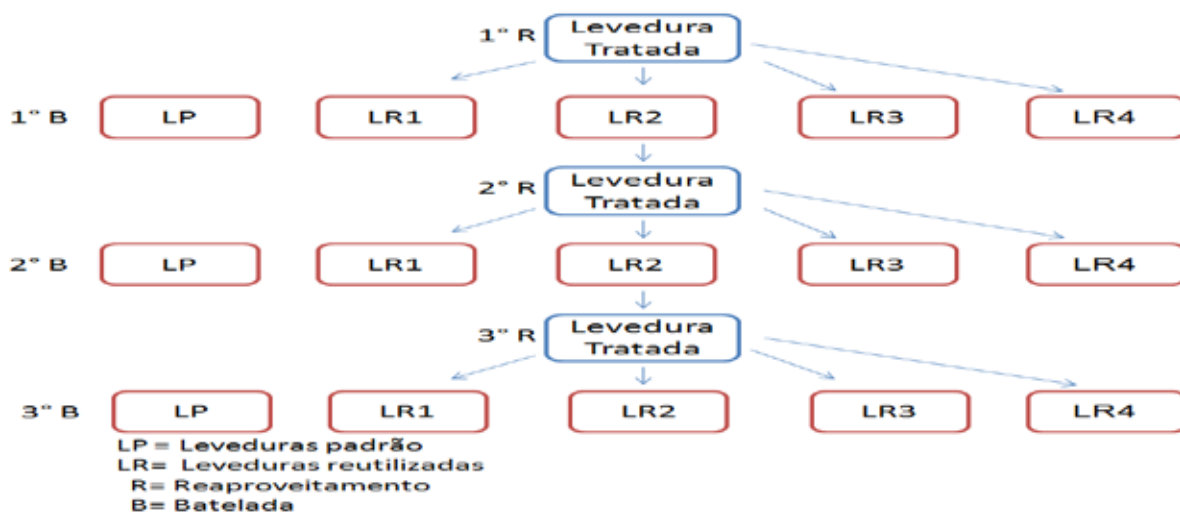 1° R Levedura
Tratada
1° B LP LR1 LR2 LR3 LR4
2° R Levedura
Tratada
2° B LP LR1 LR2 LR3 LR4
3° R Levedura
Tratada
3° B LP LR1 LR2 LR3 LR4
LP = Leveduras padrão
LR= Leveduras reutilizadas
R= Reaproveitamento
B= Batelada